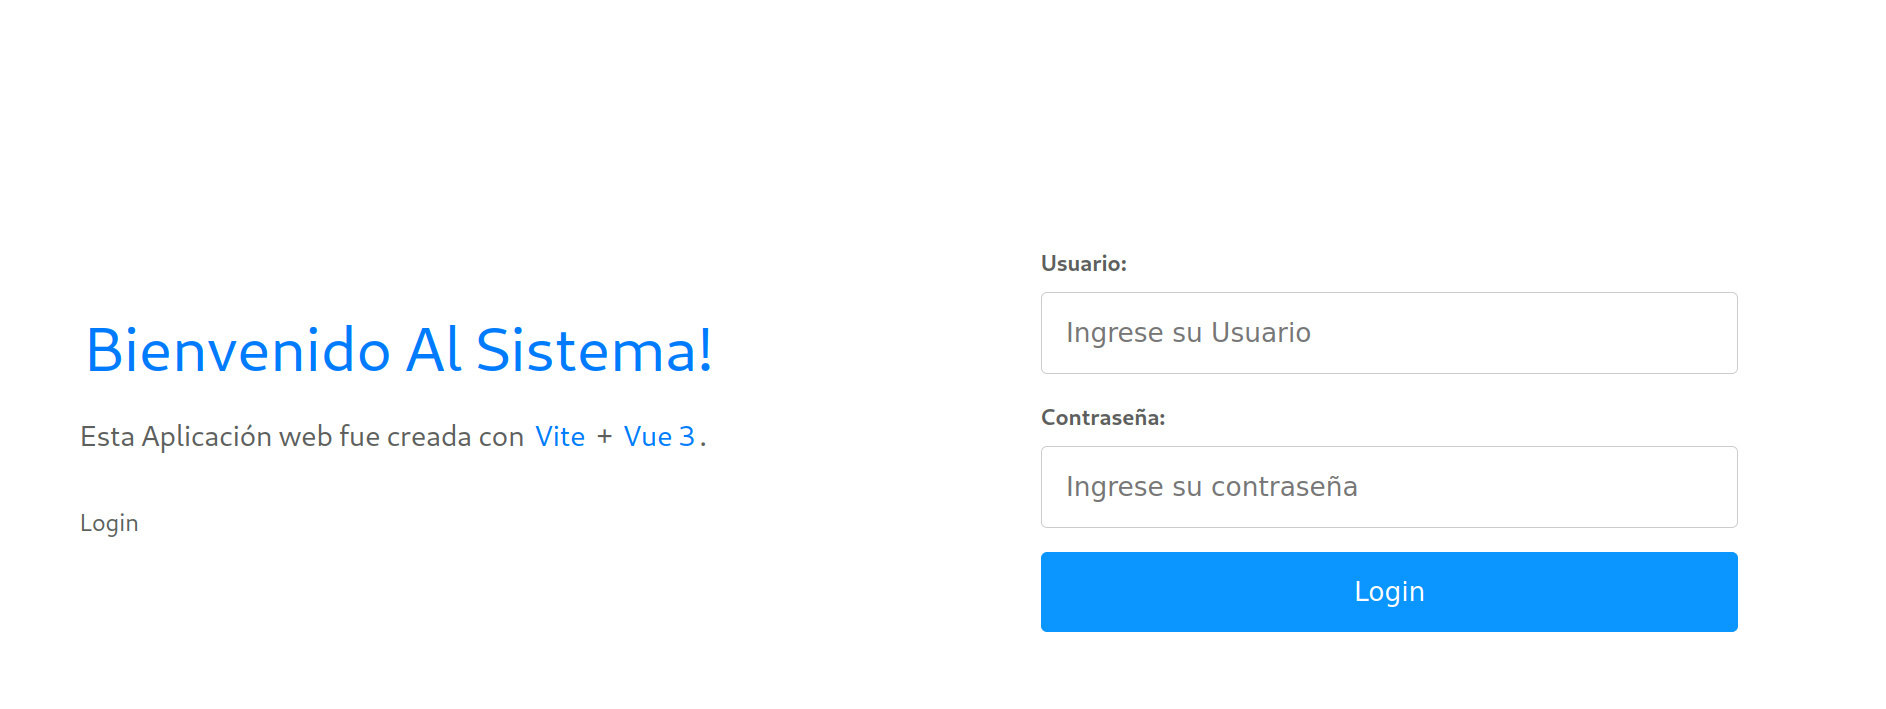 Bienvenido Al Sistema!
Esta Aplicación web fue creada con Vite + Vue 3.
Login
Usuario:
Ingrese su Usuario
Contraseña:
Ingrese su contraseña
Login